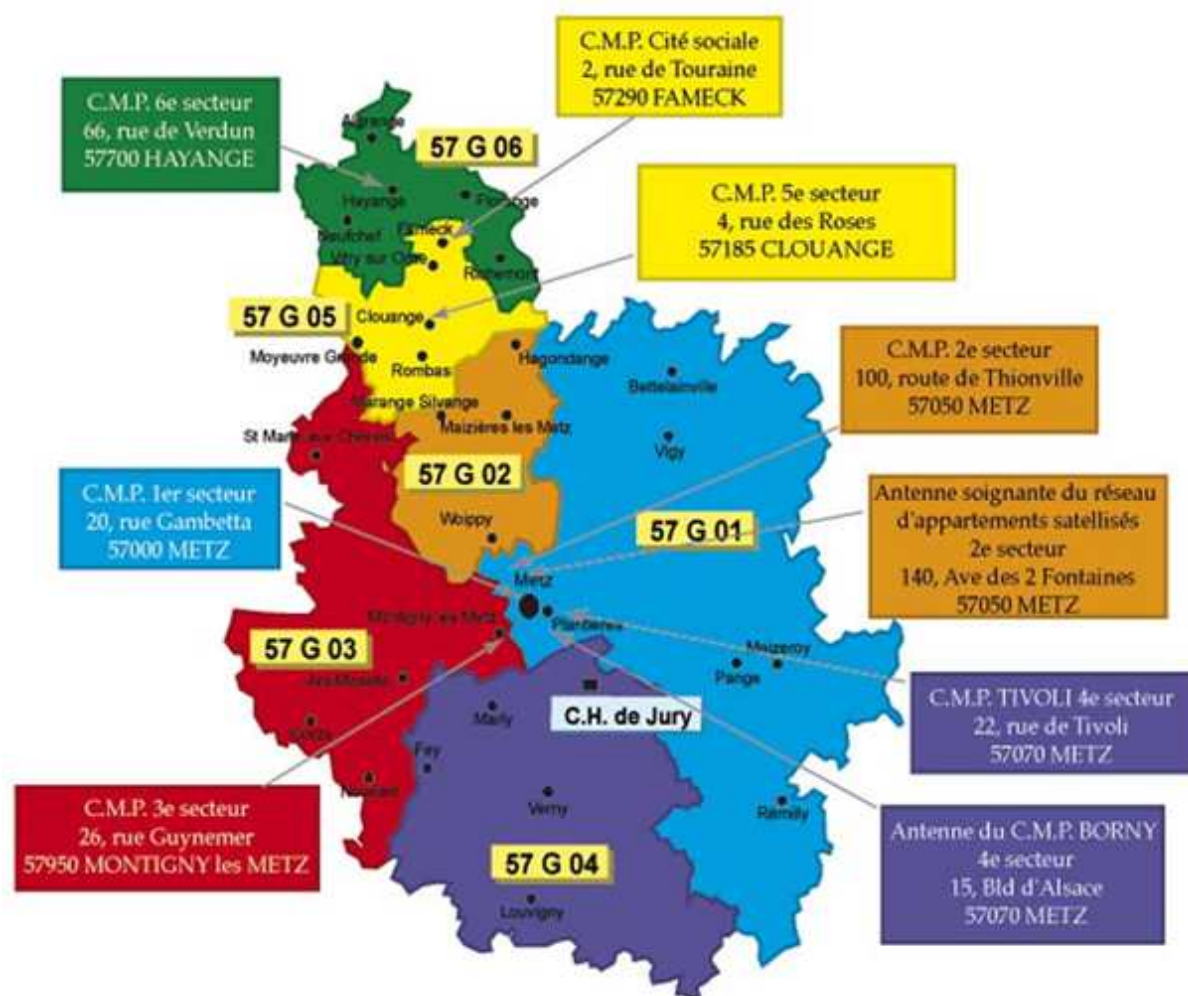 C.M.P. Cité sociale
2, rue de Touraine
57290 FAMECK
C.M.P. 6e secteur
66, rue de Verdun
57700 HAYANGE
Algrange
57 G 06
Hayange
Florange
Neufchef
Fameck
Vitry sur Orne
Richemont
C.M.P. 5e secteur
4, rue des Roses
57185 CLOUANGE
57 G 05
Clouange
Moyeuvre Grande
Rombas
Hagondange
Bettelainville
C.M.P. 2e secteur
100, route de Thionville
57050 METZ
Marange Silvange
Maizières les Metz
St Marie aux Chênes
Vigy
57 G 02
C.M.P. 1er secteur
20, rue Gambetta
57000 METZ
Woippy
57 G 01
Antenne soignante du réseau
d'appartements satellisés
2e secteur
140, Ave des 2 Fontaines
57050 METZ
Metz
Montigny les Metz
Plantières
57 G 03
Ars/Moselle
Maizeroy
Pange
C.H. de Jury
Marly
Gorze
Fey
Novéant
C.M.P. TIVOLI 4e secteur
22, rue de Tivoli
57070 METZ
C.M.P. 3e secteur
26, rue Guynemer
57950 MONTIGNY les METZ
Verny
Rémilly
57 G 04
Louvigny
Antenne du C.M.P. BORNY
4e secteur
15, Bld d'Alsace
57070 METZ